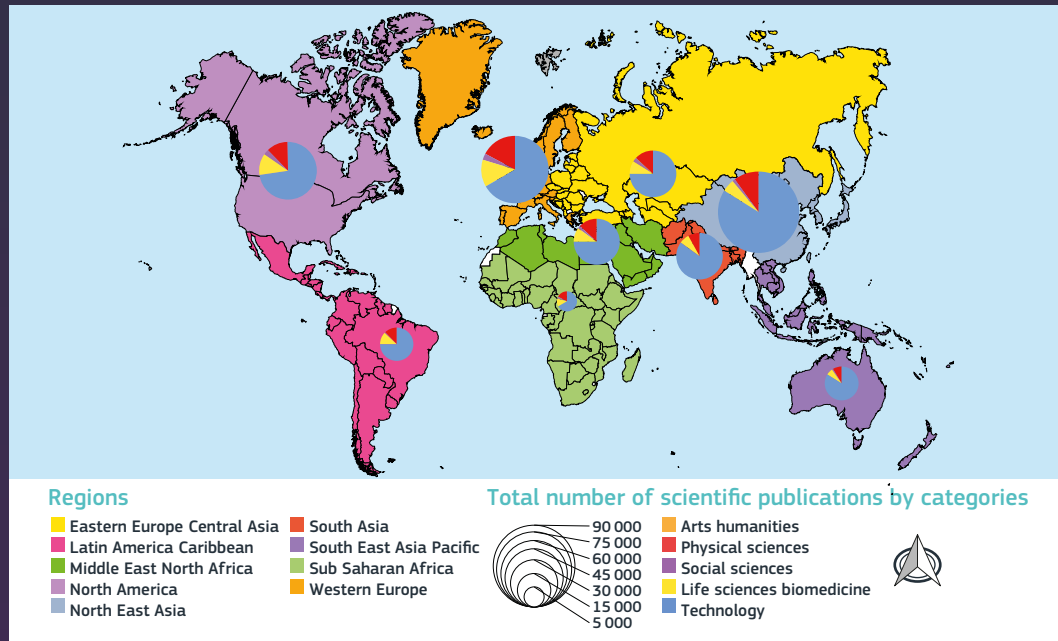 Regions
Eastern Europe Central Asia
Latin America Caribbean
Middle East North Africa
North America
North East Asia
South Asia
South East Asia Pacific
Sub Saharan Africa
Western Europe
Total number of scientific publications by categories
90 000
75 000
60 000
45 000
30 000
15 000
5 000
Arts humanities
Physical sciences
Social sciences
Life sciences biomedicine
Technology